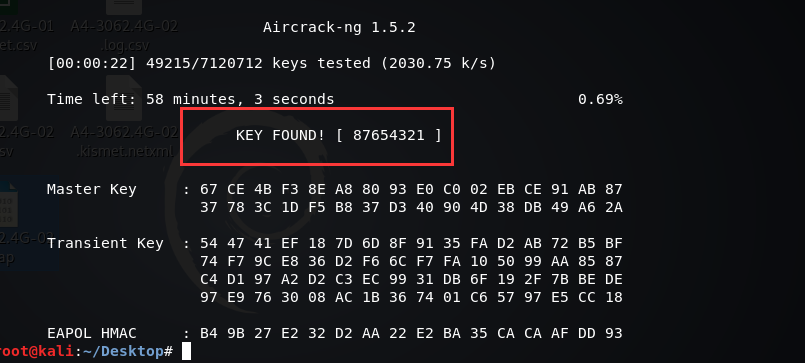 2.4G-01 A4-3062.4G-02 Aircrack-ng 1.5.2
et.csv .log.csv
[00:00:22] 49215/7120712 keys tested (2030.75 k/s)
Time left: 58 minutes, 3 seconds 0.69%
2.4G-02 A4-3062.4G-02
sv .kismet.netxml
KEY FOUND! [ 87654321 ]
Master Key : 67 CE 4B F3 8E A8 80 93 E0 C0 02 EB CE 91 AB 87
37 78 3C 1D F5 B8 37 D3 40 90 4D 38 DB 49 A6 2A
Transient Key : 54 47 41 EF 18 7D 6D 8F 91 35 FA D2 AB 72 B5 BF
74 F7 9C E8 36 D2 F6 6C F7 FA 10 50 99 AA 85 87
C4 D1 97 A2 D2 C3 EC 99 31 DB 6F 19 2F 7B BE DE
97 E9 76 30 08 AC 1B 36 74 01 C6 57 97 E5 CC 18
EAPOL HMAC : B4 9B 27 E2 32 D2 AA 22 E2 BA 35 CA CA AF DD 93
root@kali:~/Desktop#